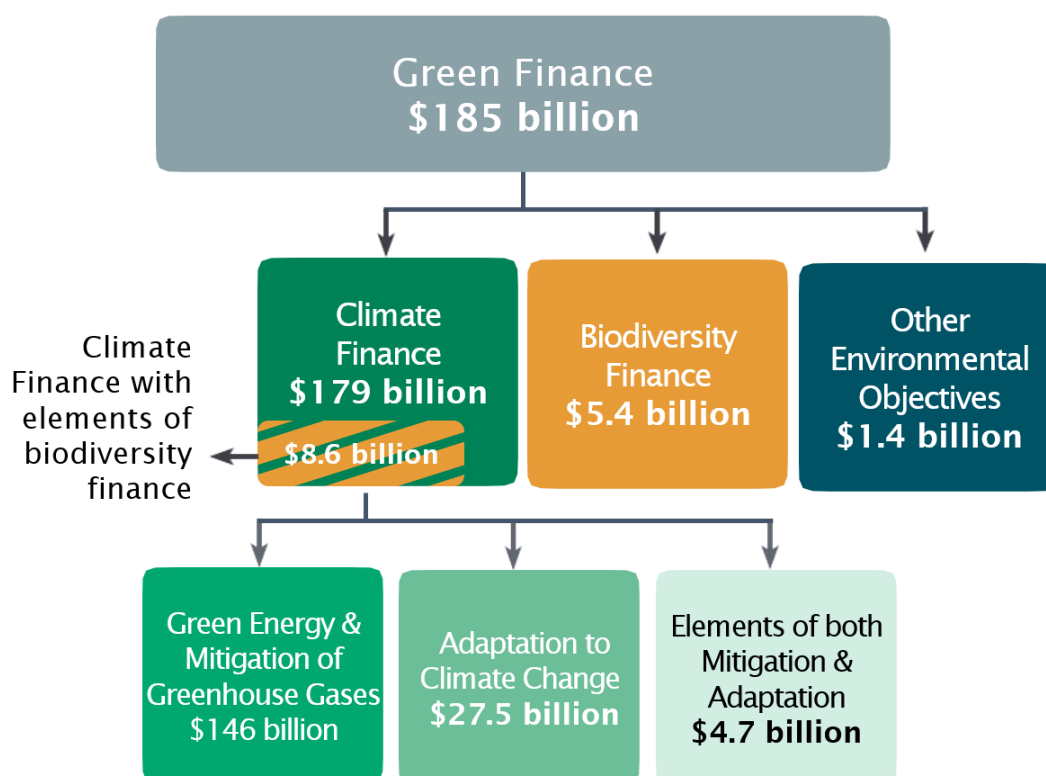 Green Finance
$185 billion
Climate
Finance
$179 billion
$8.6 billion
Climate
Finance with
elements of
biodiversity
finance
Biodiversity
Finance
$5.4 billion
Other
Environmental
Objectives
$1.4 billion
Green Energy &
Mitigation of
Greenhouse Gases
$146 billion
Adaptation to
Climate Change
$27.5 billion
Elements of both
Mitigation &
Adaptation
$4.7 billion